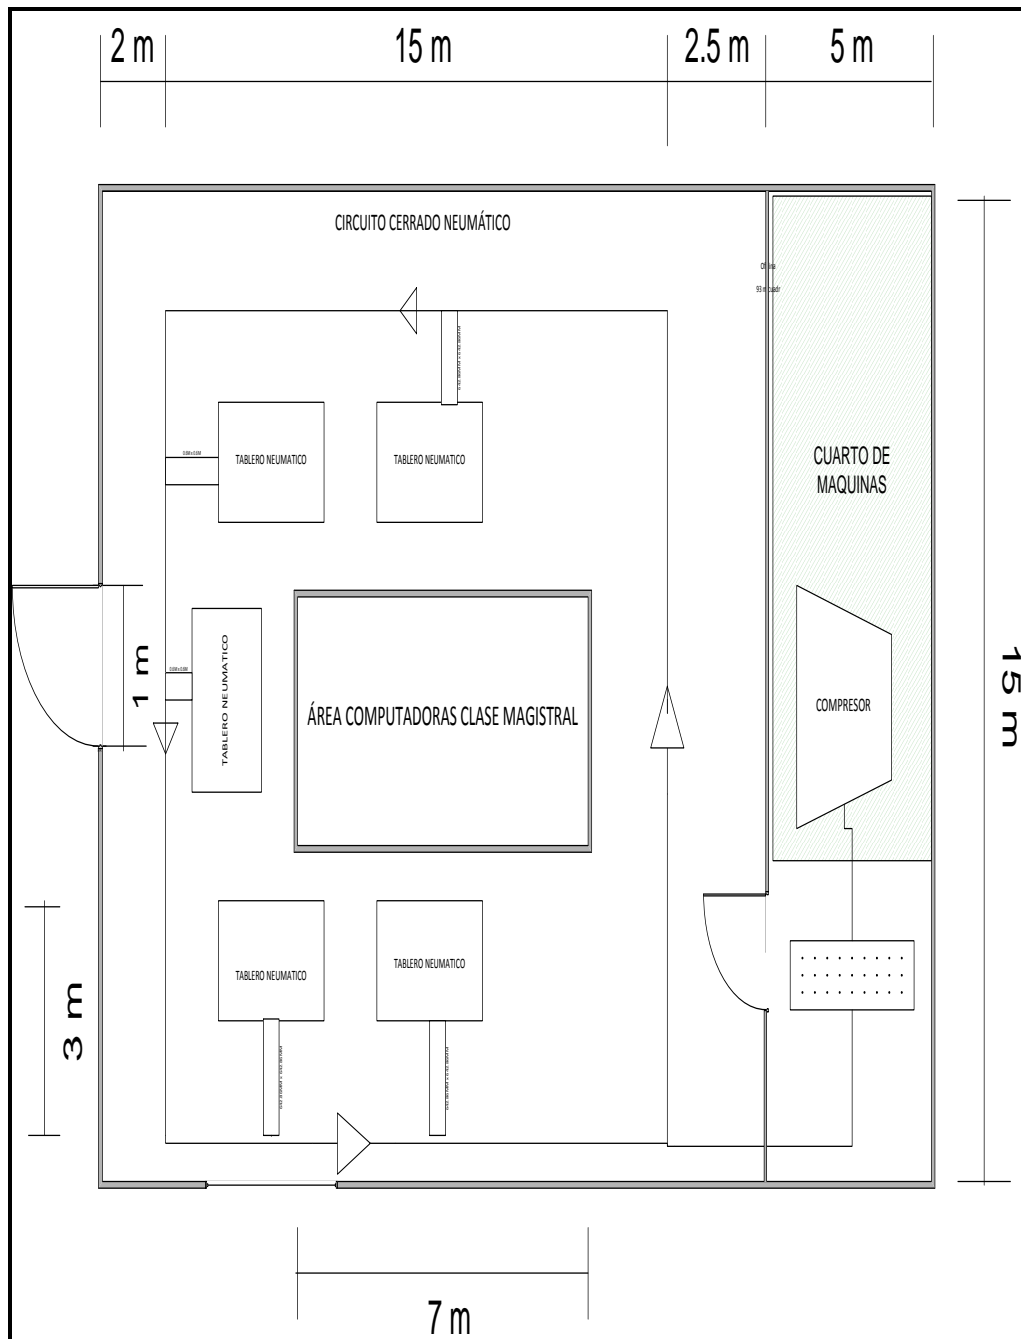 2 m 15 m 2.5 m 5 m
CIRCUITO CERRADO NEUMÁTICO
TABLERO NEUMATICO TABLERO NEUMATICO
CUARTO DE
MAQUINAS
1 m
TABLERO NEUMATICO
ÁREA COMPUTADORAS CLASE MAGISTRAL
COMPRESOR
15 m
3 m
TABLERO NEUMATICO TABLERO NEUMATICO
7 m